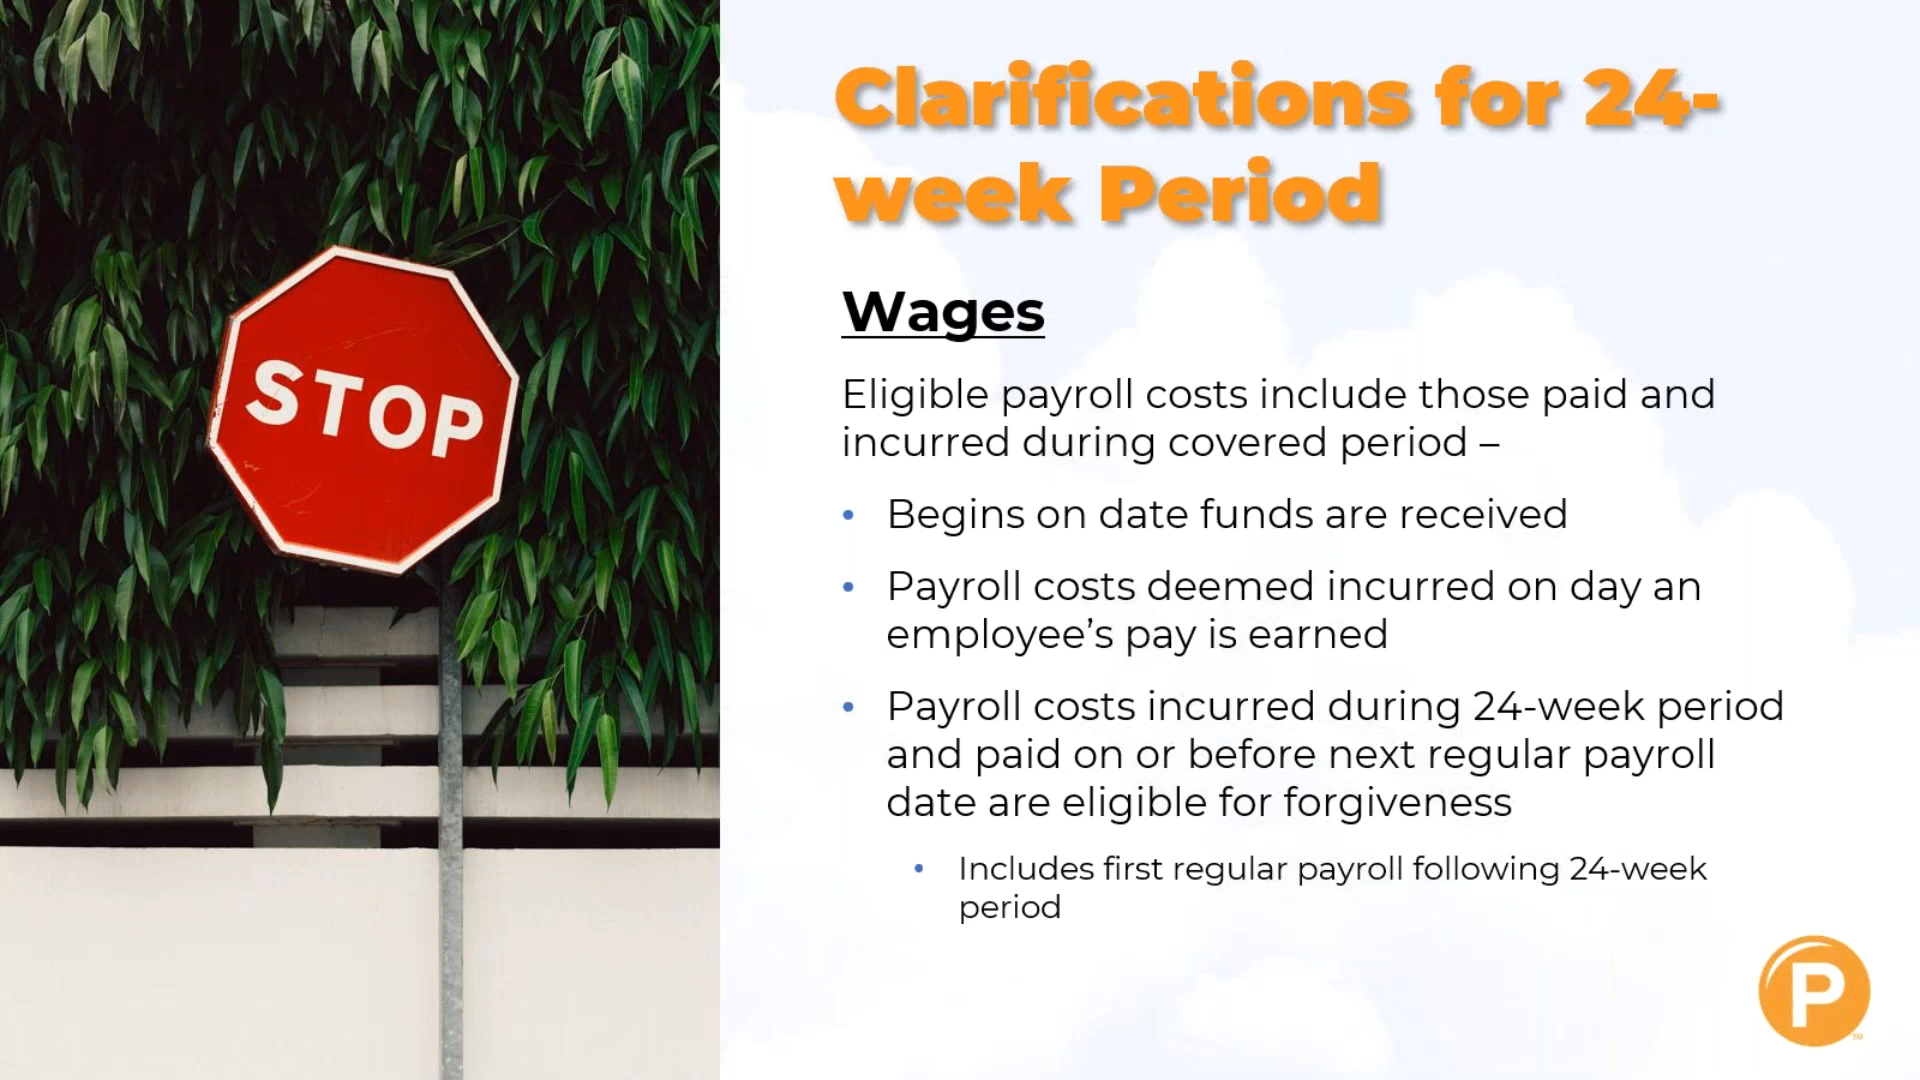 Clarifications for 24-
week Period
STOP
Wages
Eligible payroll costs include those paid and
incurred during covered period –
• Begins on date funds are received
• Payroll costs deemed incurred on day an
employee’s pay is earned
• Payroll costs incurred during 24-week period
and paid on or before next regular payroll
date are eligible for forgiveness
• Includes first regular payroll following 24-week
period
P
TM